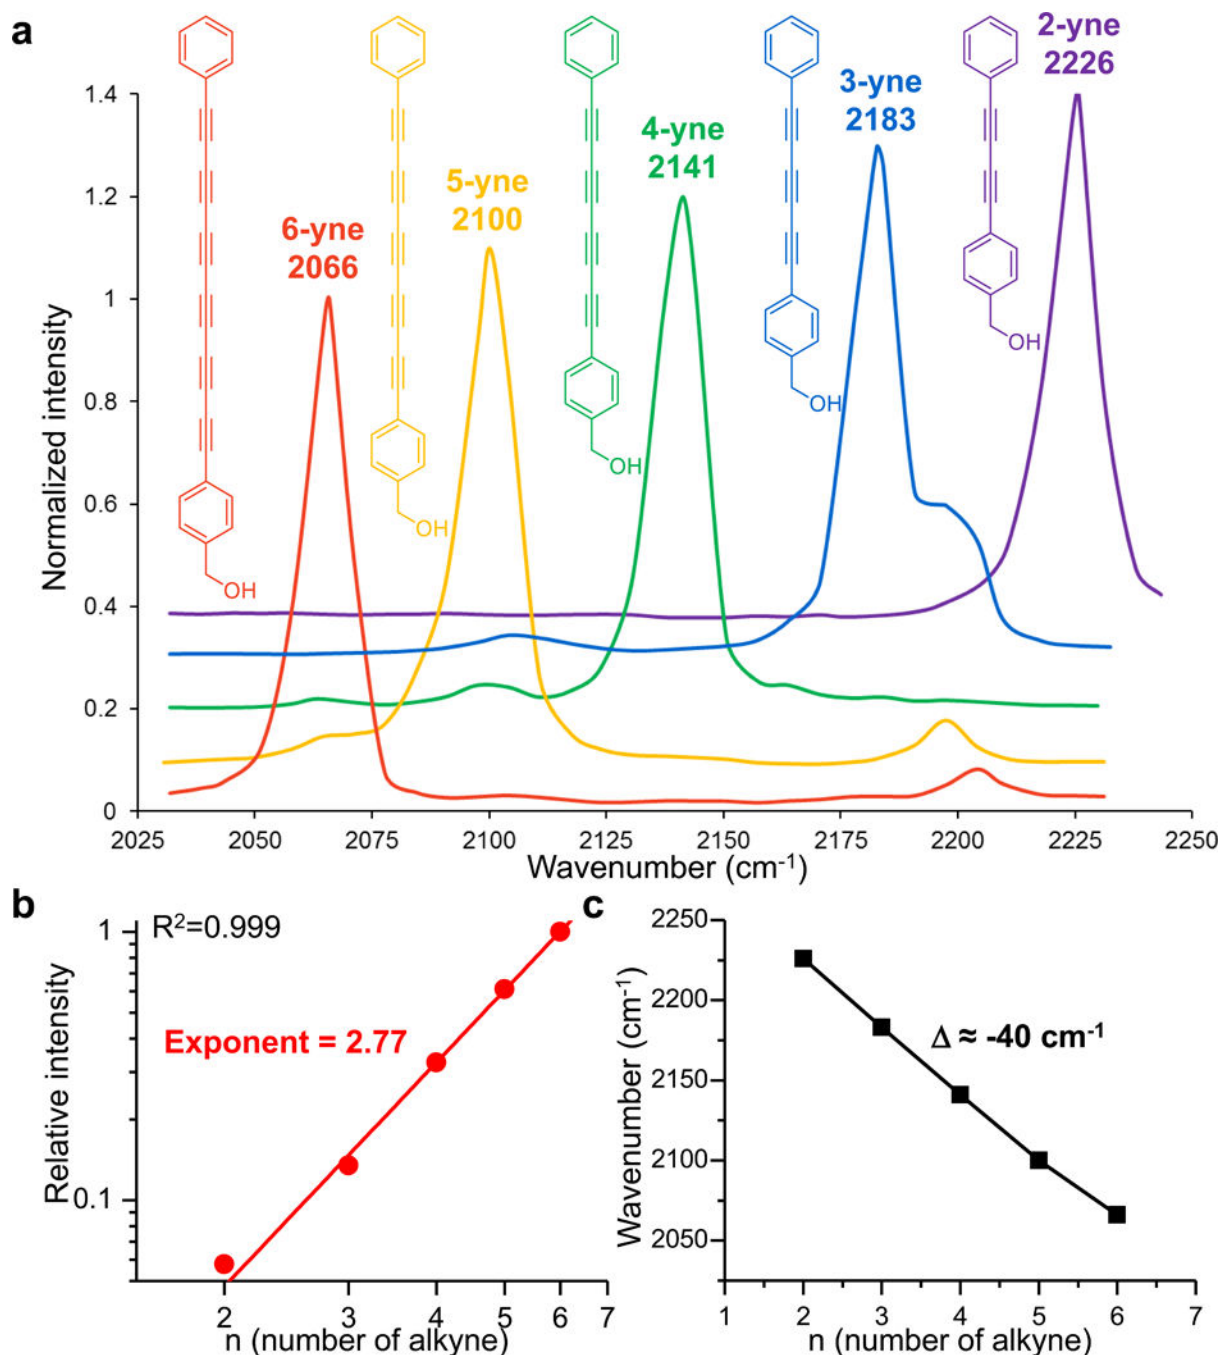 a
2-yne
2226
3-yne
2183
4-yne
2141
5-yne
2100
6-yne
2066
OH
OH
OH
OH
OH
Normalized intensity
1.4
1.2
1
0.8
0.6
0.4
0.2
0
2025 2050 2075 2100 2125 2150 2175 2200 2225 2250
Wavenumber (cm⁻¹)
b
R²=0.999
Exponent = 2.77
Relative intensity
1
0.1
2 3 4 5 6 7
n (number of alkyne)
c
Δ ≈ -40 cm⁻¹
Wavenumber (cm⁻¹)
2250
2200
2150
2100
2050
1 2 3 4 5 6 7
n (number of alkyne)